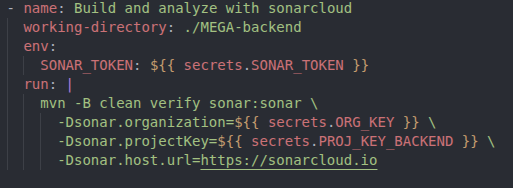 - name: Build and analyze with sonarcloud
working-directory: ./MEGA-backend
env:
SONAR_TOKEN: ${{ secrets.SONAR_TOKEN }}
run: |
mvn -B clean verify sonar:sonar \
-Dsonar.organization=${{ secrets.ORG_KEY }} \
-Dsonar.projectKey=${{ secrets.PROJ_KEY_BACKEND }} \
-Dsonar.host.url=https://sonarcloud.io